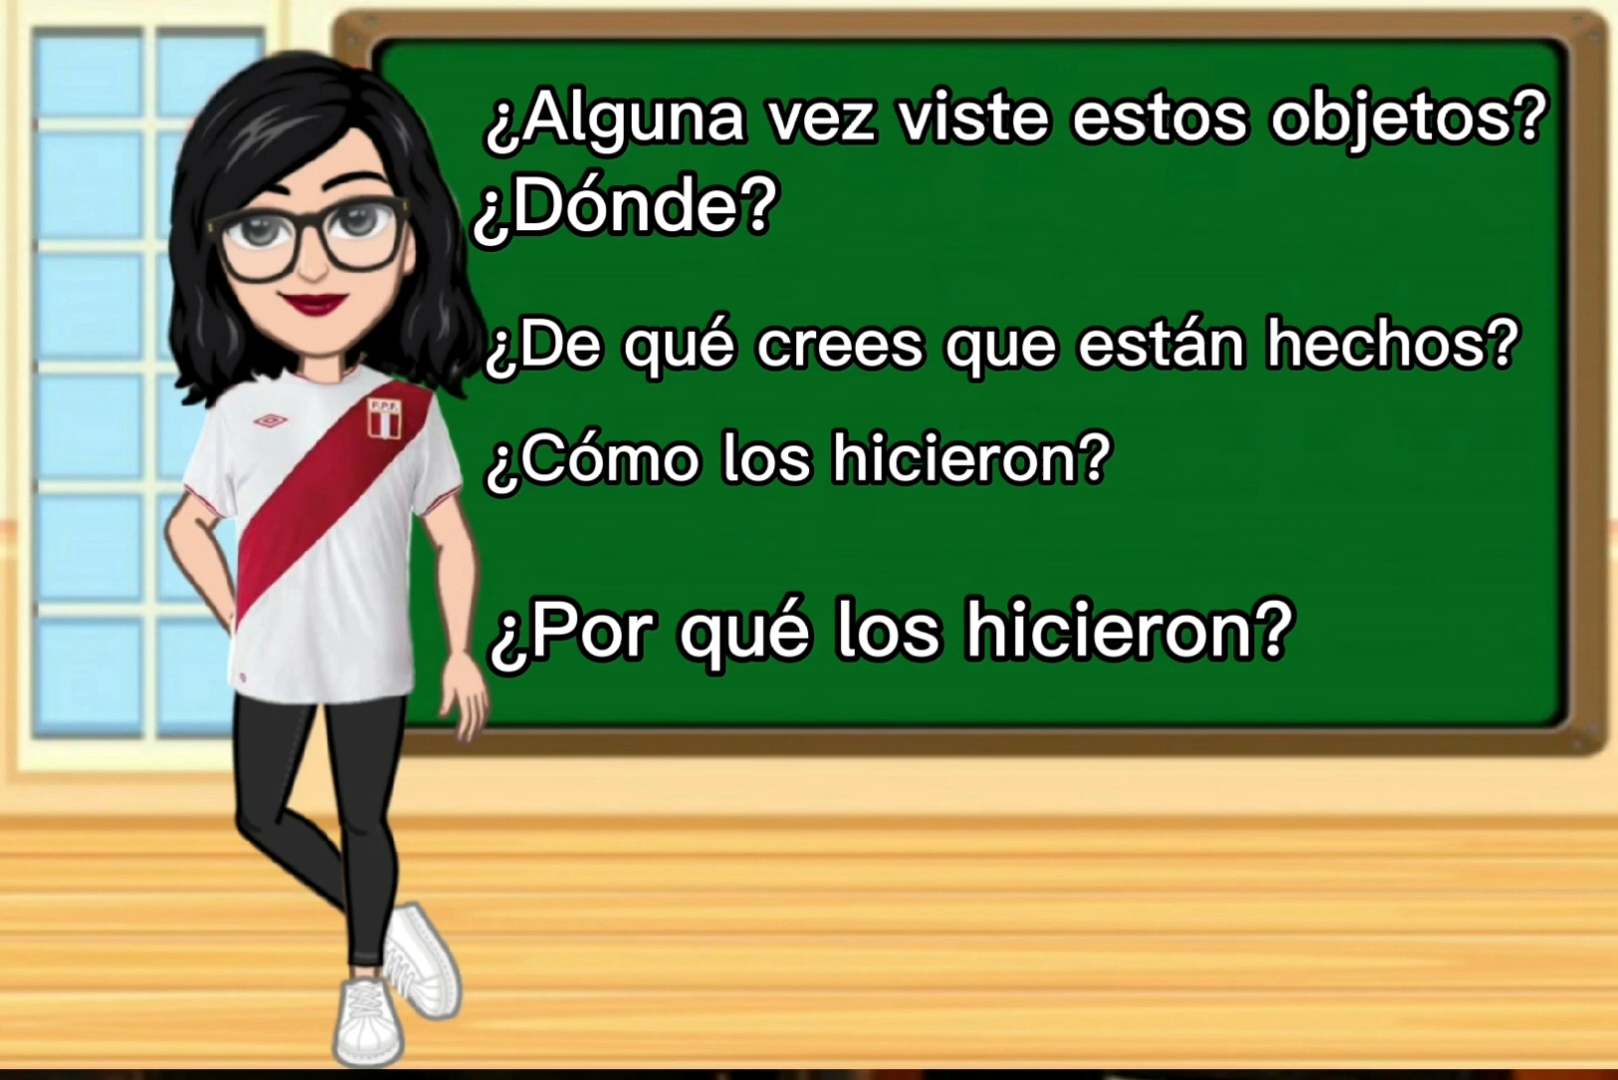 ¿Alguna vez viste estos objetos?
¿Dónde?
¿De qué crees que están hechos?
¿Cómo los hicieron?
¿Por qué los hicieron?
F.P.F.